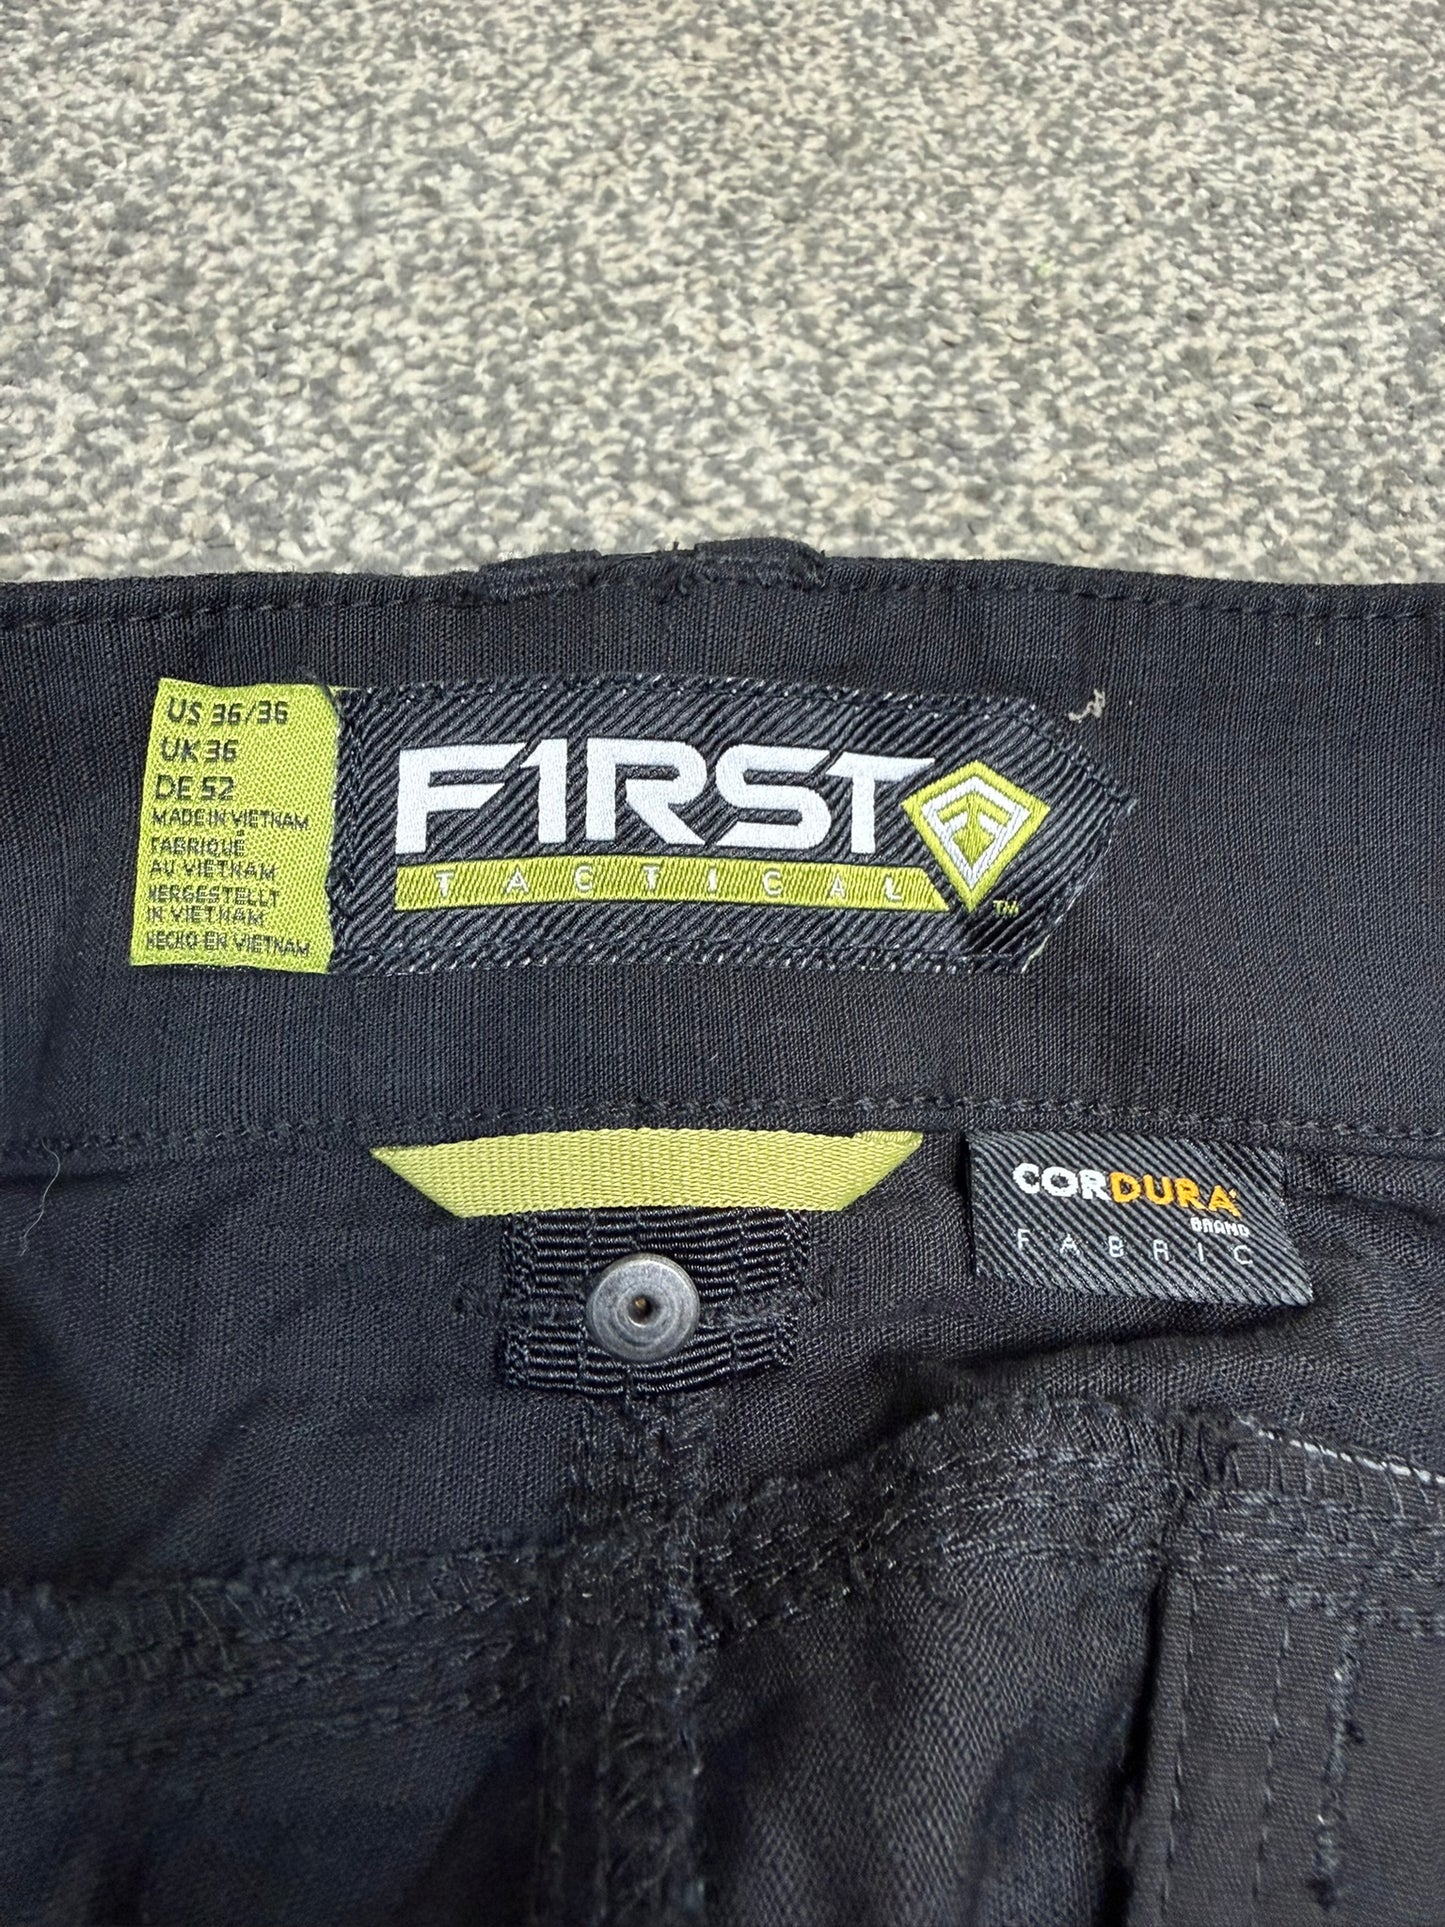 US 36/36
UK 36
DE 52
MADE IN VIETNAM
FABRIQUÉ
AU VIETNAM
HERGESTELLT
IN VIETNAM
HECHO EN VIETNAM
F1RST
TACTICAL
TM
CORDURA
BRAND
FABRIC